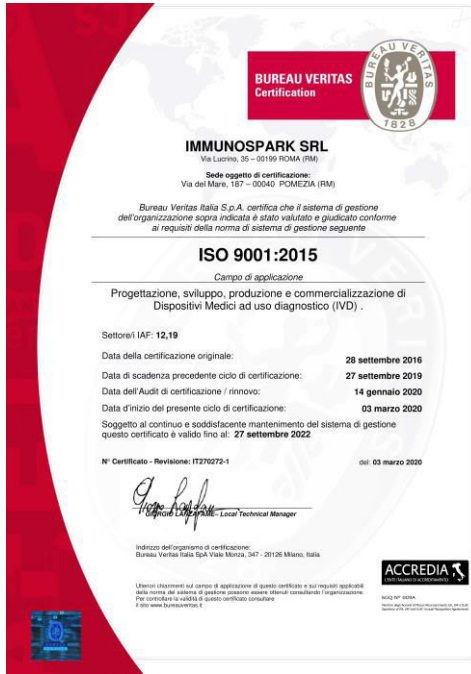 BUREAU VERITAS
Certification
BUREAU VERITAS
1828
IMMUNOSPARK SRL
Via Lucrino, 35 – 00199 ROMA (RM)
Sede oggetto di certificazione:
Via del Mare, 187 – 00040 POMEZIA (RM)
Bureau Veritas Italia S.p.A. certifica che il sistema di gestione
dell'organizzazione sopra indicata è stato valutato e giudicato conforme
ai requisiti della norma di sistema di gestione seguente
ISO 9001:2015
Campo di applicazione
Progettazione, sviluppo, produzione e commercializzazione di
Dispositivi Medici ad uso diagnostico (IVD) .
Settore/i IAF: 12,19
Data della certificazione originale: 28 settembre 2016
Data di scadenza precedente ciclo di certificazione: 27 settembre 2019
Data dell'Audit di certificazione / rinnovo: 14 gennaio 2020
Data d'inizio del presente ciclo di certificazione: 03 marzo 2020
Soggetto al continuo e soddisfacente mantenimento del sistema di gestione
questo certificato è valido fino al: 27 settembre 2022
N° Certificato - Revisione: IT270272-1 del: 03 marzo 2020
GIORGIO LANZAFAME - Local Technical Manager
Indirizzo dell'organismo di certificazione:
Bureau Veritas Italia SpA Viale Monza, 347 - 20126 Milano, Italia
Ulteriori chiarimenti sul campo di applicazione di questo certificato e sui requisiti applicabili
della norma del sistema di gestione possono essere ottenuti consultando l'organizzazione.
Per controllare la validità di questo certificato consultare
il sito www.bureauveritas.it
ACCREDIA
L'ENTE ITALIANO DI ACCREDITAMENTO
SGQ N° 009A